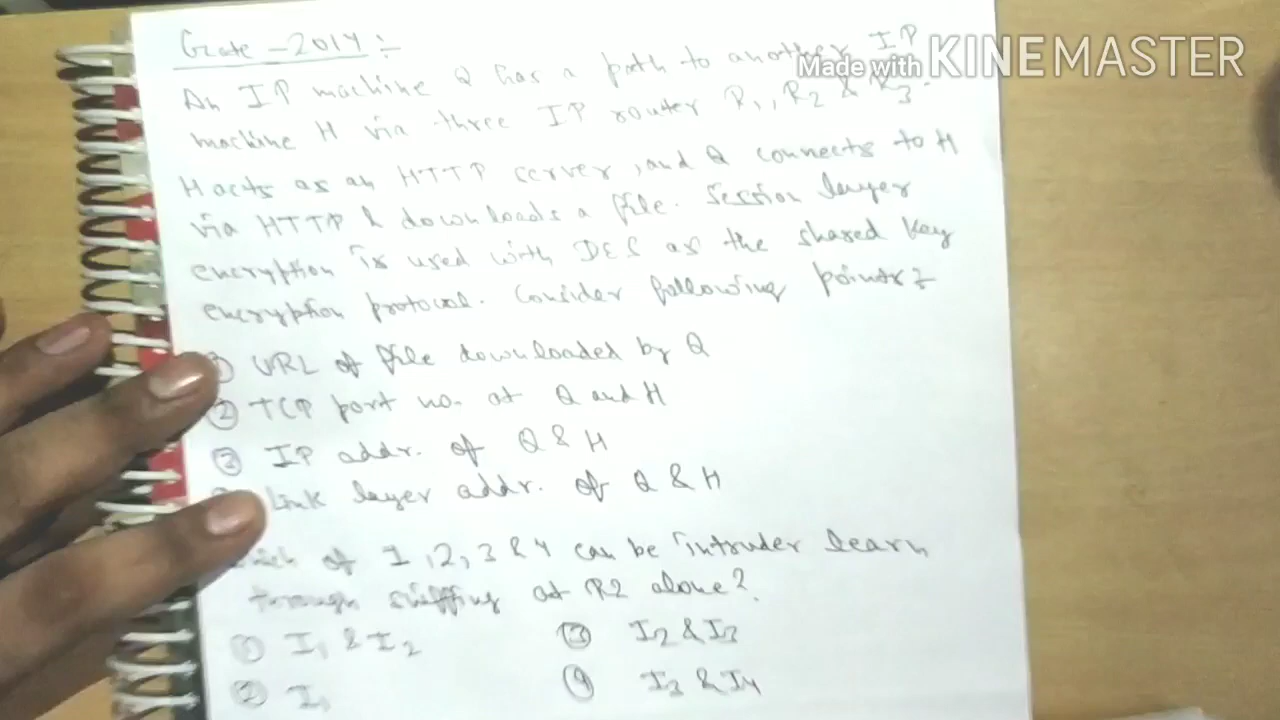 Gate - 2014 :-
An IP machine Q has a path to another IP
Made with KINEMASTER
machine H via three IP router R1, R2 & R3.
H acts as an HTTP server, and Q connects to H
via HTTP & downloads a file. Session layer
encryption is used with DES as the shared key
encryption protocol. Consider following points:
① URL of file downloaded by Q
② TCP port no. at Q and H
③ IP addr. of Q & H
Link layer addr. of Q & H
of I, 2, 3 & 4 can be intruder learn
through sniffing at R2 alone?
① I1 & I2
③ I2 & I3
② I1
④ I3 & I4